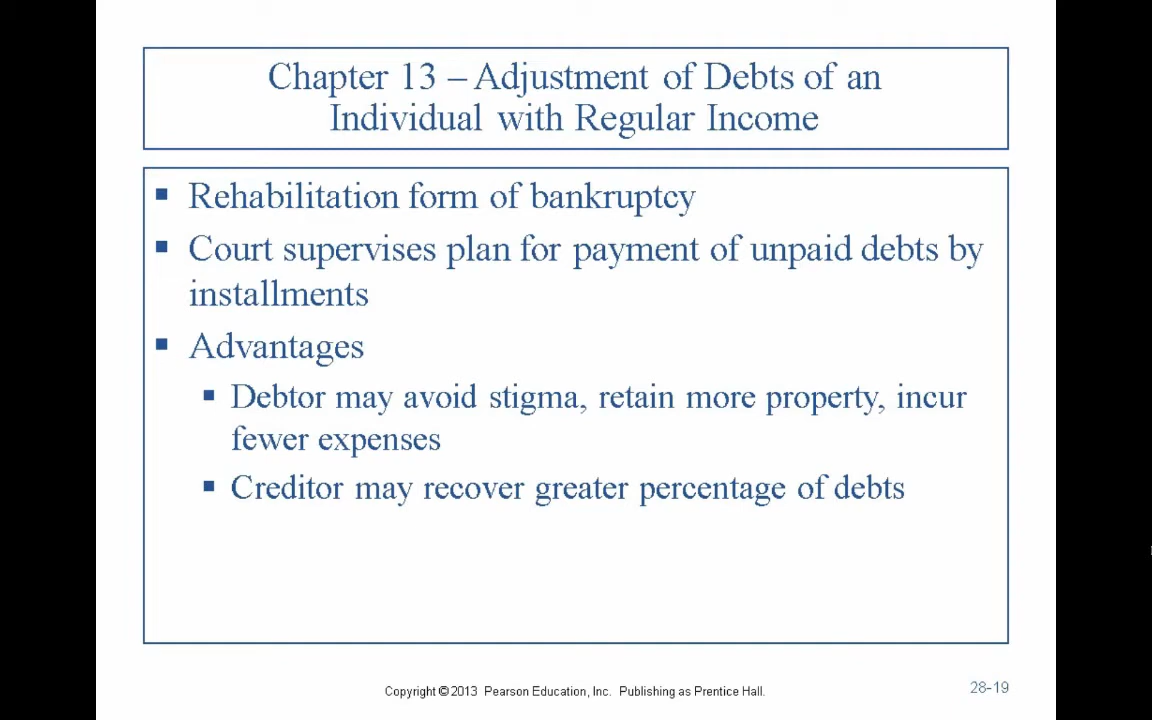 Chapter 13 – Adjustment of Debts of an
Individual with Regular Income
▪ Rehabilitation form of bankruptcy
▪ Court supervises plan for payment of unpaid debts by
installments
▪ Advantages
▪ Debtor may avoid stigma, retain more property, incur
fewer expenses
▪ Creditor may recover greater percentage of debts
Copyright © 2013 Pearson Education, Inc. Publishing as Prentice Hall.
28-19